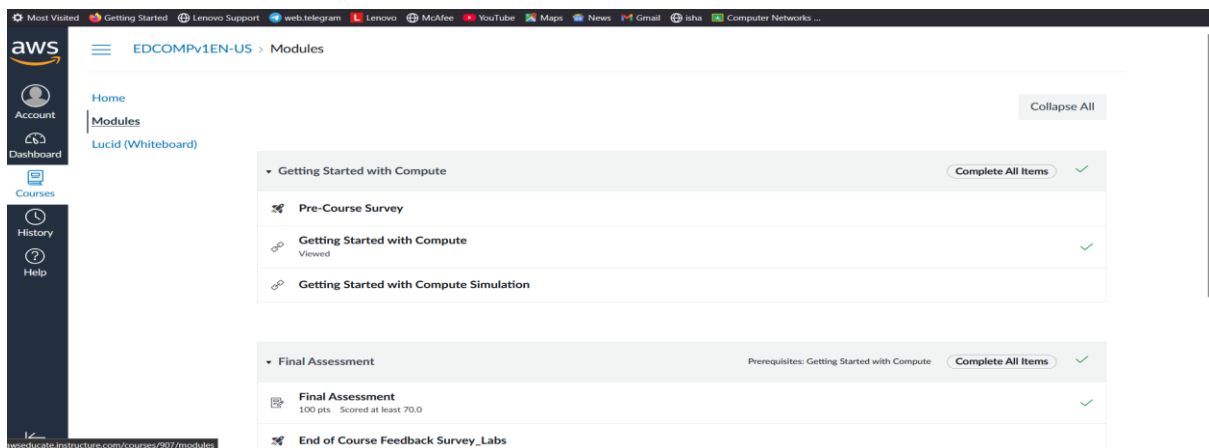 Most Visited Getting Started Lenovo Support web.telegram Lenovo McAfee YouTube Maps News Gmail isha Computer Networks ...
aws
EDCOMPv1EN-US > Modules
Account
Dashboard
Courses
History
Help
Home
Modules
Lucid (Whiteboard)
Collapse All
Getting Started with Compute Complete All Items
Pre-Course Survey
Getting Started with Compute
Viewed
Getting Started with Compute Simulation
Final Assessment Prerequisites: Getting Started with Compute Complete All Items
Final Assessment
100 pts Scored at least 70.0
End of Course Feedback Survey_Labs
wseducate.instructure.com/courses/907/modules